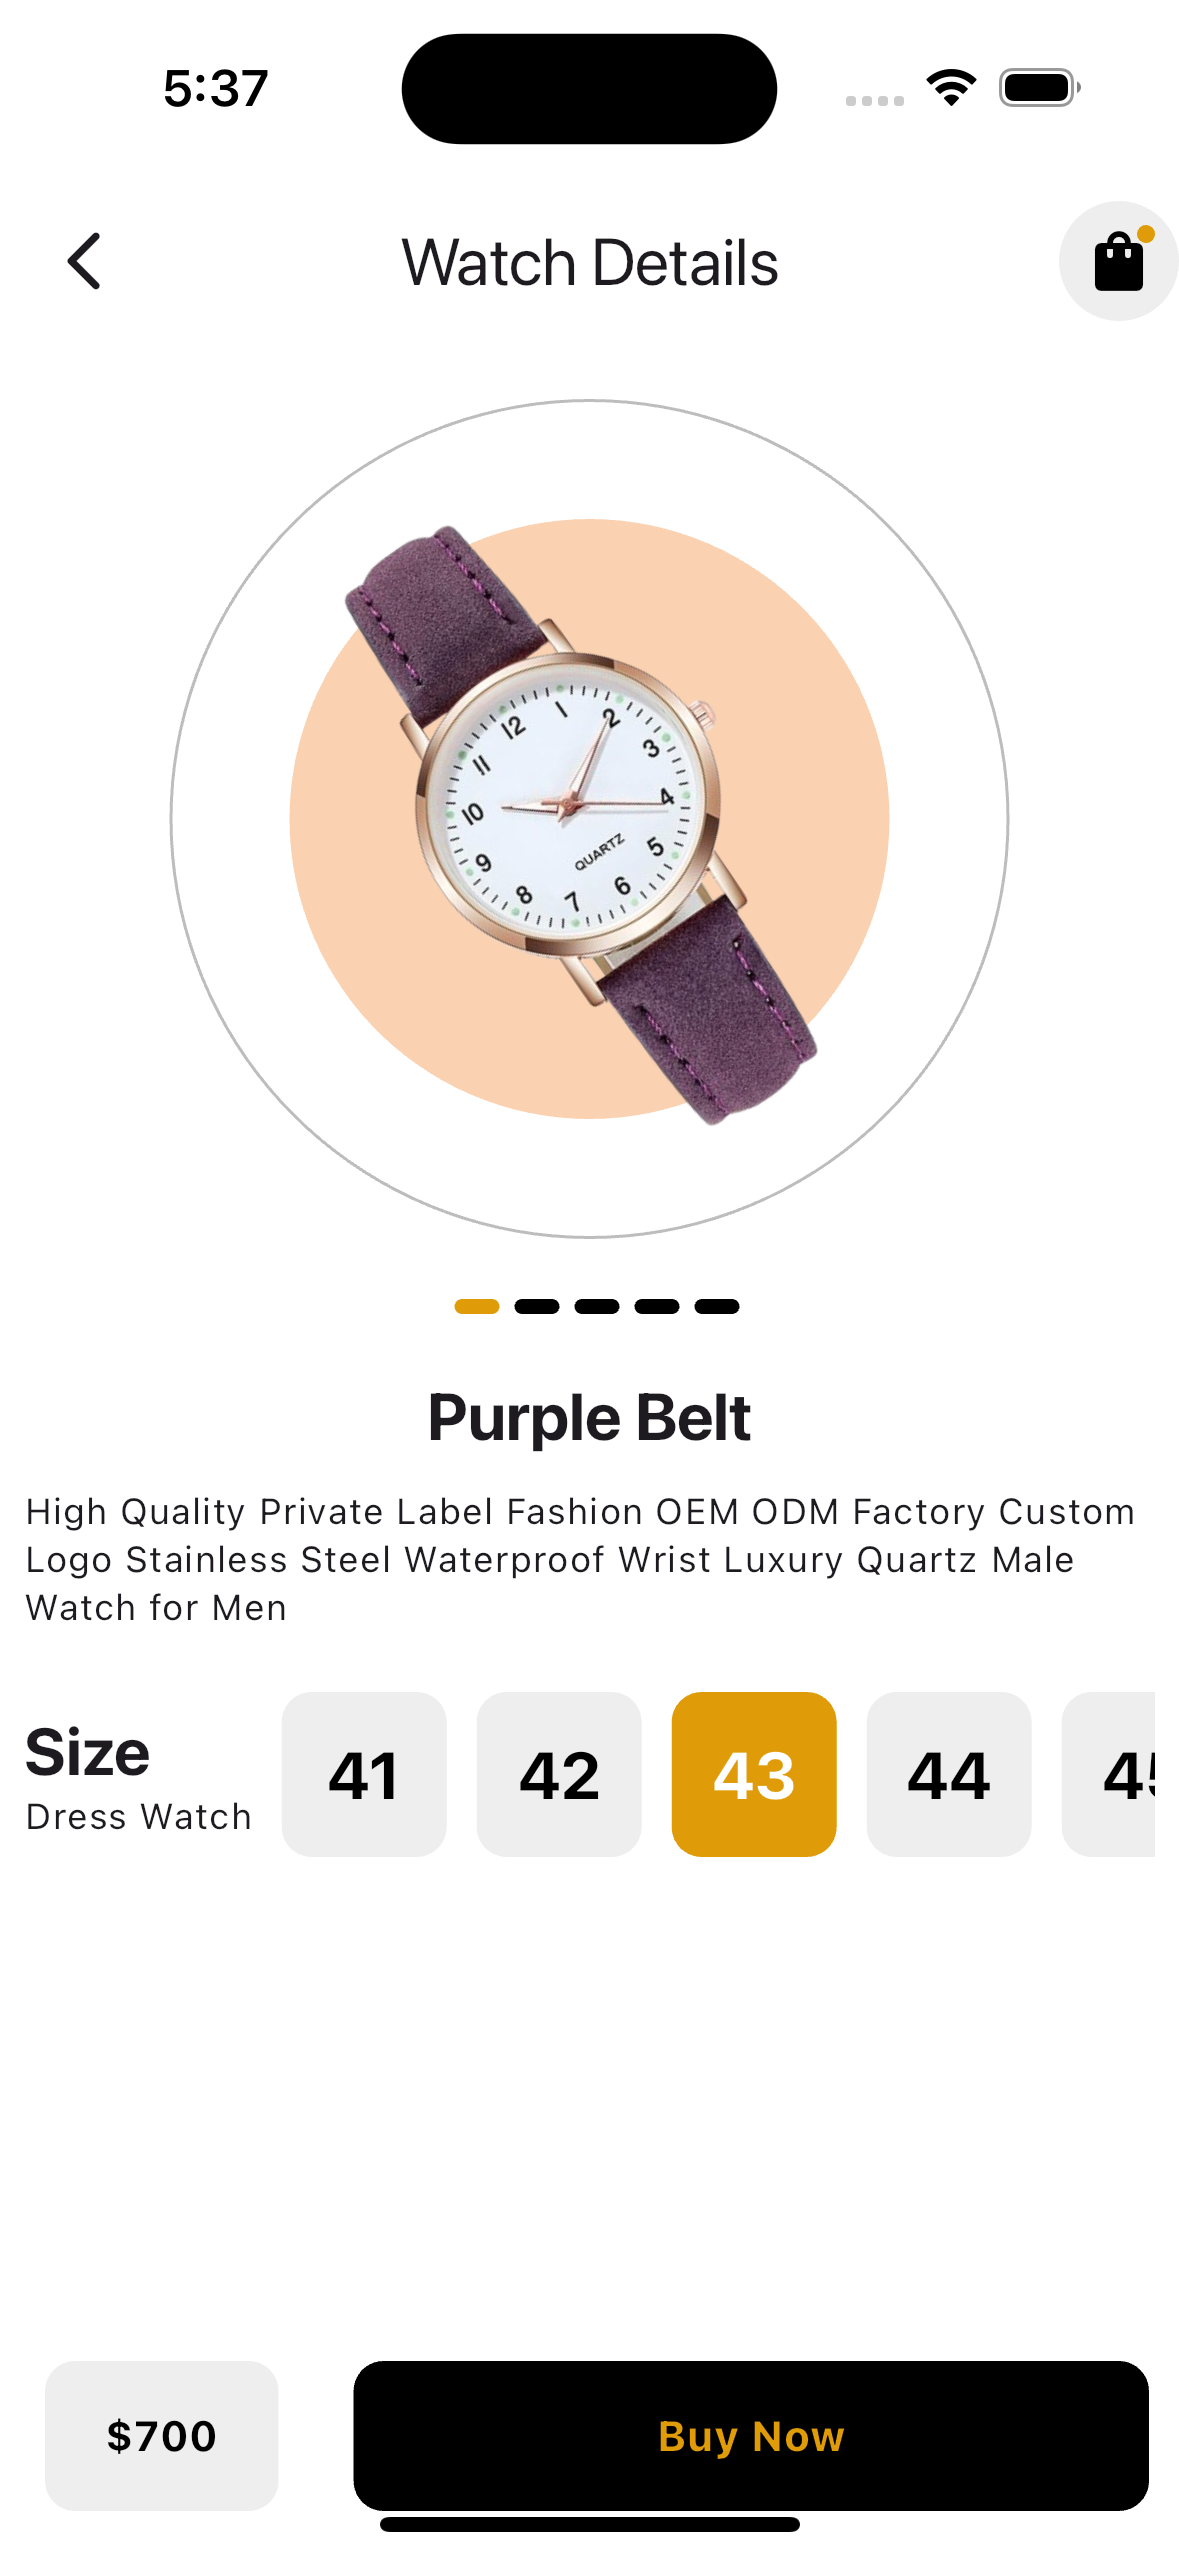 5:37
Watch Details
12
1
2
3
4
5
6
7
8
9
10
11
QUARTZ
Purple Belt
High Quality Private Label Fashion OEM ODM Factory Custom
Logo Stainless Steel Waterproof Wrist Luxury Quartz Male
Watch for Men
Size
Dress Watch
41
42
43
44
45
$700
Buy Now